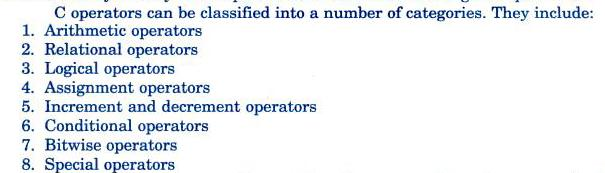 C operators can be classified into a number of categories. They include:
1. Arithmetic operators
2. Relational operators
3. Logical operators
4. Assignment operators
5. Increment and decrement operators
6. Conditional operators
7. Bitwise operators
8. Special operators